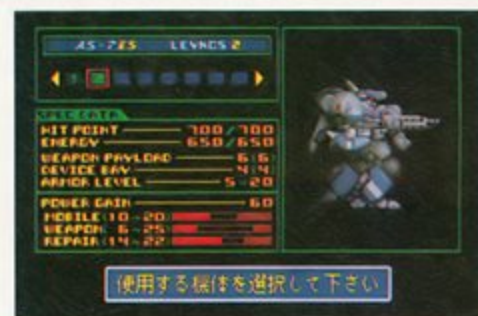 AS-7ES LEYNOS 2
SPEC DATA
HIT POINT 700/700
ENERGY 650/650
WEAPON PAYLOAD 6:6
DEVICE BAY 4:4
ARMOR LEVEL 5:20
POWER GAIN 60
MOBILE(10~20)
WEAPON(6~25)
REPAIR(14~22)
使用する機体を選択して下さい